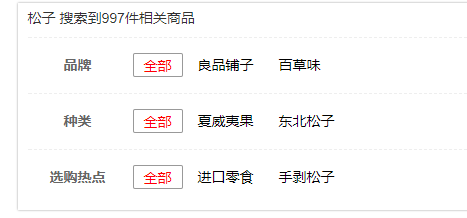 松子 搜索到997件相关商品
品牌 全部 良品铺子 百草味
种类 全部 夏威夷果 东北松子
选购热点 全部 进口零食 手剥松子